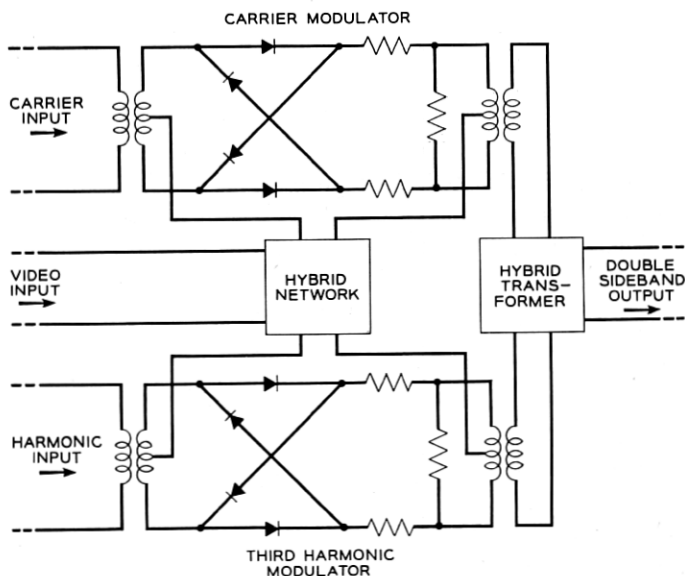 CARRIER MODULATOR
CARRIER
INPUT
VIDEO
INPUT
HYBRID
NETWORK
HYBRID
TRANS-
FORMER
DOUBLE
SIDEBAND
OUTPUT
HARMONIC
INPUT
THIRD HARMONIC
MODULATOR